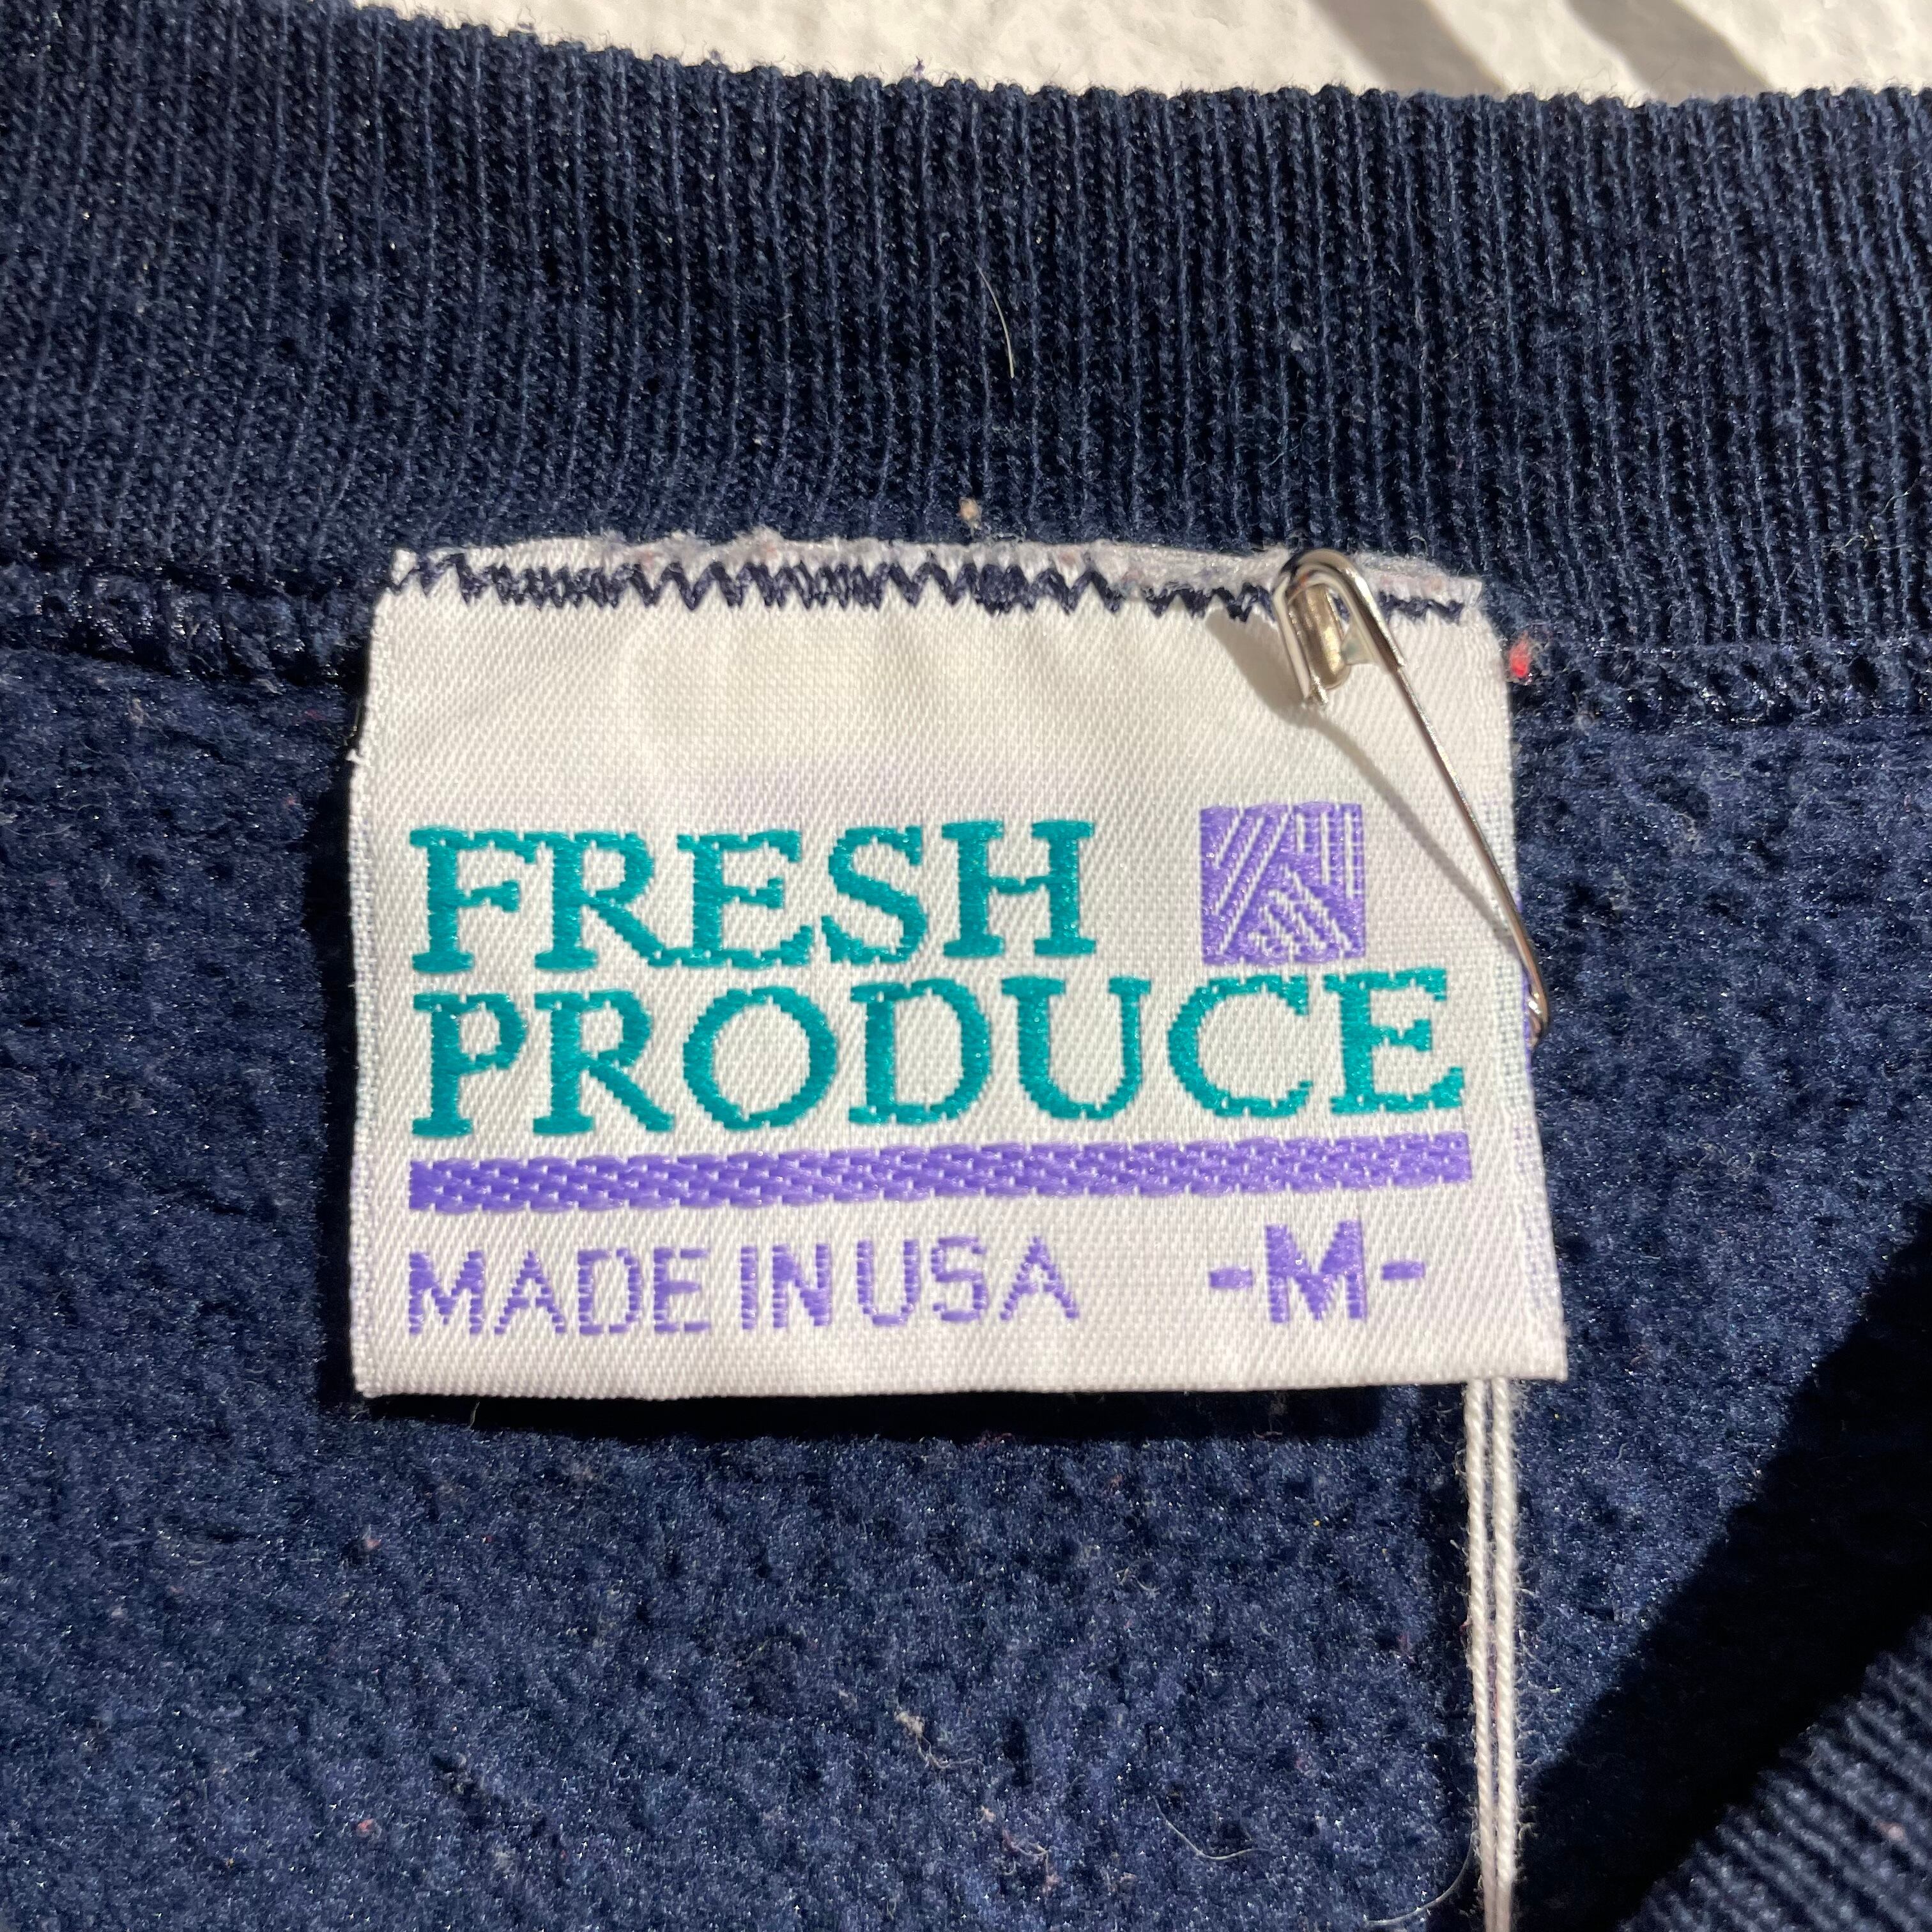 FRESH
PRODUCE
MADE IN USA -M-